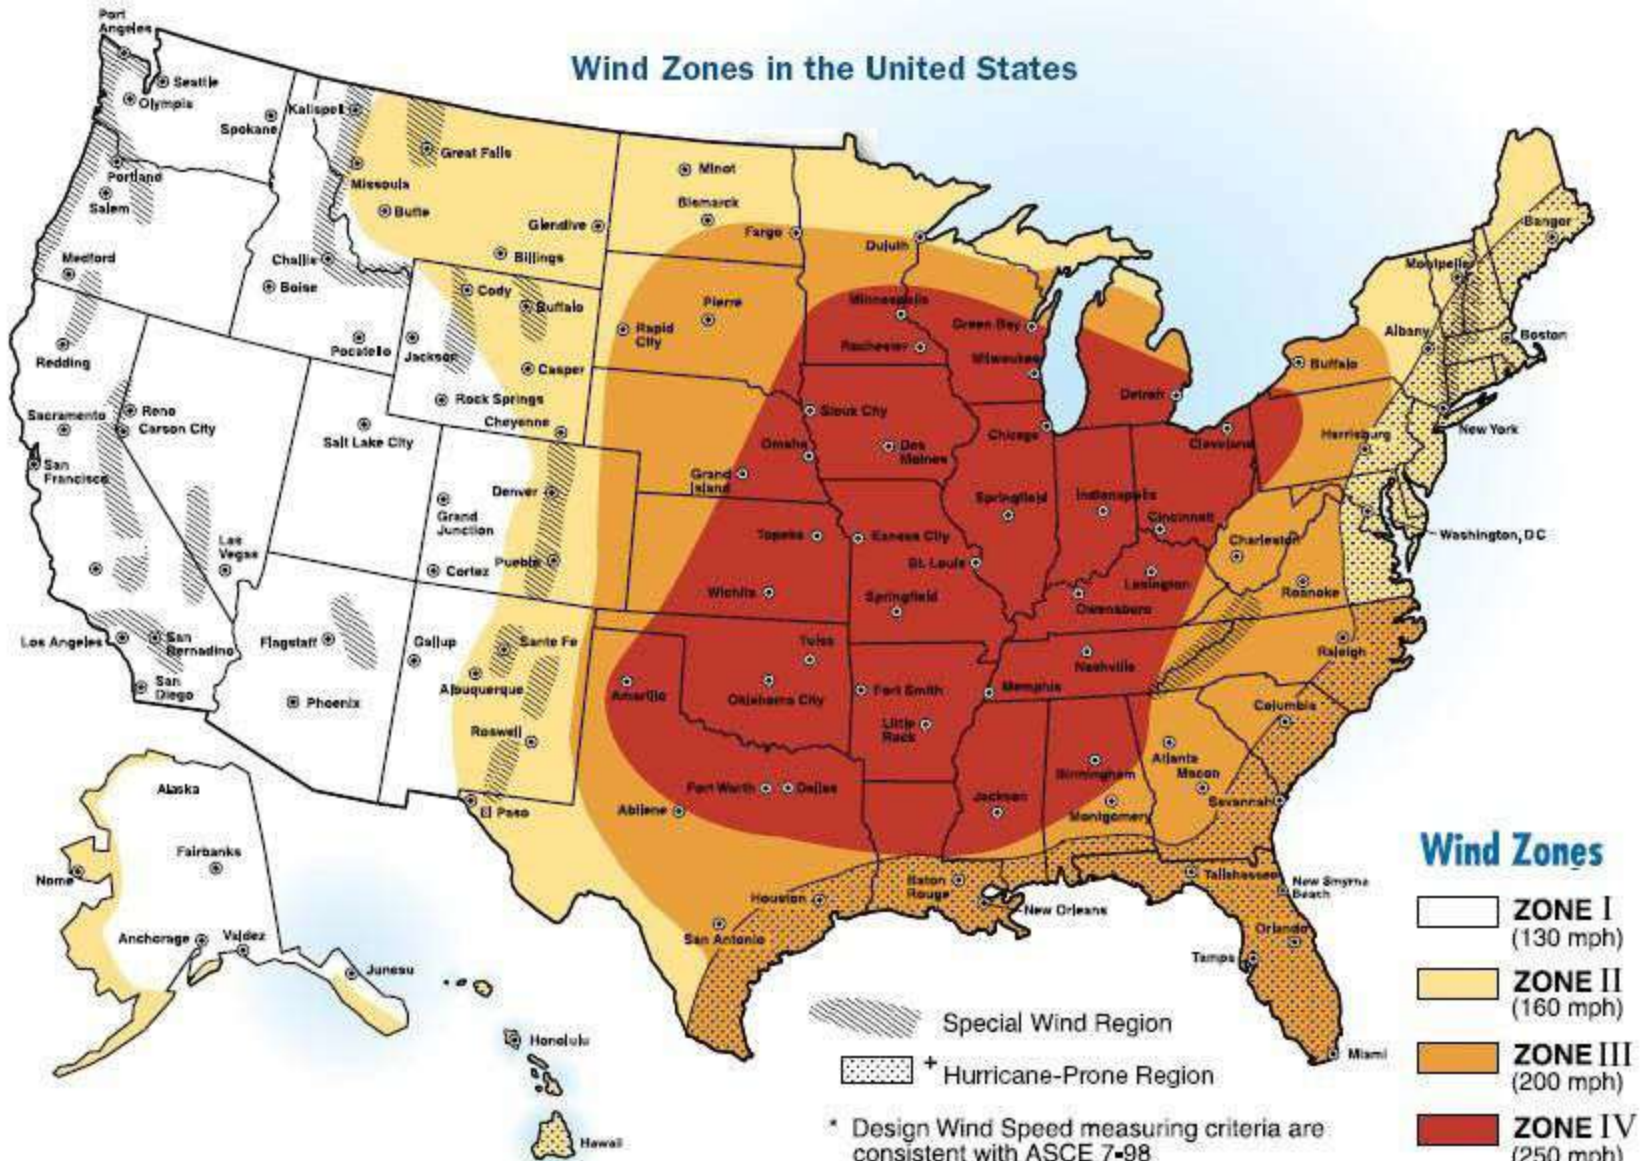 Wind Zones in the United States
Port
Angeles
Seattle
Olympia
Spokane
Kalispell
Great Falls
Missoula
Butte
Portland
Salem
Glendive
Billings
Minot
Bismarck
Fargo
Duluth
Medford
Challis
Boise
Cody
Buffalo
Pierre
Rapid
City
Minneapolis
Green Bay
Rochester
Milwaukee
Redding
Pocatello
Jackson
Casper
Rock Springs
Cheyenne
Sioux City
Detroit
Bangor
Montpelier
Albany
Boston
Buffalo
Sacramento
Reno
Carson City
Salt Lake City
Omaha
Des
Moines
Chicago
Cleveland
Harrisburg
New York
San
Francisco
Grand
Junction
Denver
Grand
Island
Springfield
Indianapolis
Cincinnati
Washington, DC
Las
Vegas
Cortez
Pueblo
Topeka
Kansas City
St. Louis
Charleston
Lexington
Roanoke
Wichita
Springfield
Owensboro
Los Angeles
San
Bernadino
San
Diego
Flagstaff
Gallup
Sante Fe
Albuquerque
Tulsa
Nashville
Raleigh
Phoenix
Roswell
Amarillo
Oklahoma City
Fort Smith
Memphis
Little
Rock
Columbia
Atlanta
Macon
Birmingham
Savannah
El Paso
Abilene
Fort Worth
Dallas
Jackson
Montgomery
Alaska
Fairbanks
Nome
Anchorage
Valdez
Juneau
Houston
San Antonio
Baton
Rouge
New Orleans
Tallahassee
New Smyrna
Beach
Orlando
Tampa
Miami
Honolulu
Hawaii
Special Wind Region
+ Hurricane-Prone Region
* Design Wind Speed measuring criteria are
consistent with ASCE 7-98
Wind Zones
ZONE I
(130 mph)
ZONE II
(160 mph)
ZONE III
(200 mph)
ZONE IV
(250 mph)